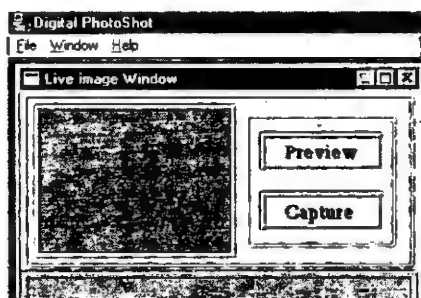 Digital PhotoShot
File Window Help
Live image Window
Preview
Capture